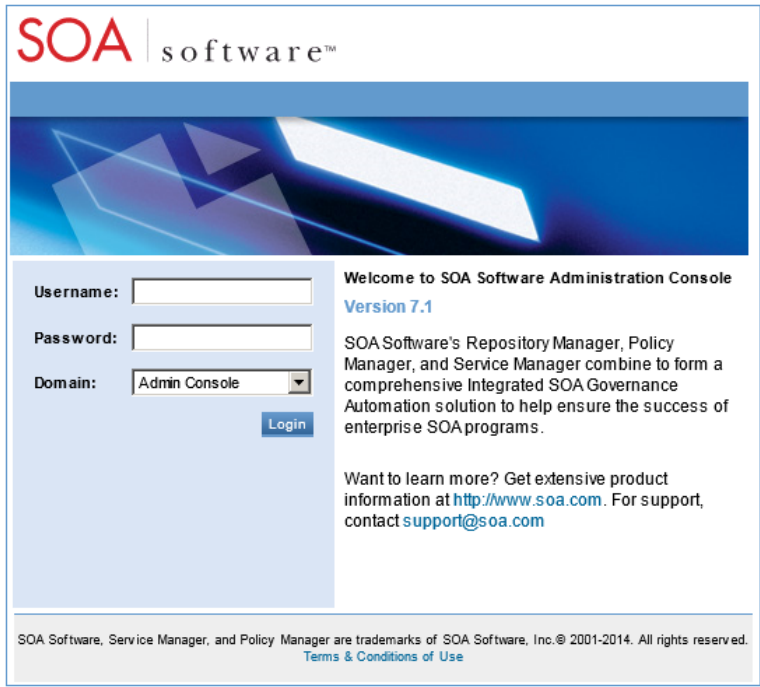 SOA software™
Username:
Password:
Domain:
Admin Console
Login
Welcome to SOA Software Administration Console
Version 7.1
SOA Software's Repository Manager, Policy
Manager, and Service Manager combine to form a
comprehensive Integrated SOA Governance
Automation solution to help ensure the success of
enterprise SOA programs.
Want to learn more? Get extensive product
information at http://www.soa.com. For support,
contact support@soa.com
SOA Software, Service Manager, and Policy Manager are trademarks of SOA Software, Inc.© 2001-2014. All rights reserved.
Terms & Conditions of Use